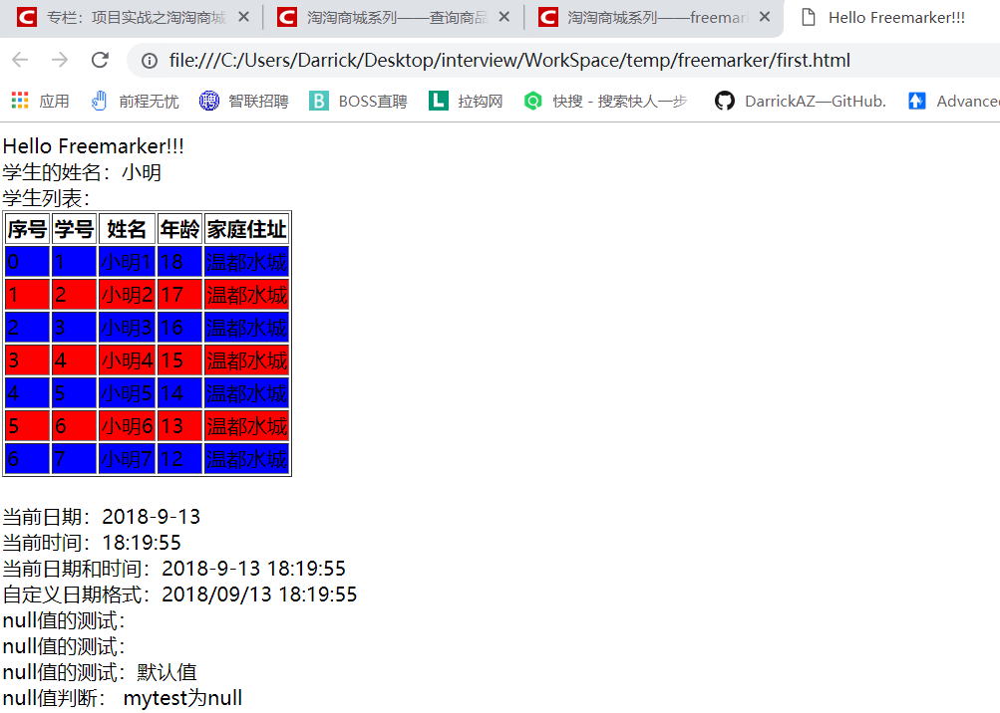 专栏：项目实战之淘淘商城
淘淘商城系列——查询商品
淘淘商城系列——freemar
Hello Freemarker!!!
file:///C:/Users/Darrick/Desktop/interview/WorkSpace/temp/freemarker/first.html
应用 前程无忧 智联招聘 BOSS直聘 拉钩网 快搜 - 搜索快人一步 DarrickAZ—GitHub. Advance
Hello Freemarker!!!
学生的姓名：小明
学生列表：
序号 学号 姓名 年龄 家庭住址
0 1 小明1 18 温都水城
1 2 小明2 17 温都水城
2 3 小明3 16 温都水城
3 4 小明4 15 温都水城
4 5 小明5 14 温都水城
5 6 小明6 13 温都水城
6 7 小明7 12 温都水城
当前日期：2018-9-13
当前时间：18:19:55
当前日期和时间：2018-9-13 18:19:55
自定义日期格式：2018/09/13 18:19:55
null值的测试：
null值的测试：
null值的测试：默认值
null值判断： mytest为null